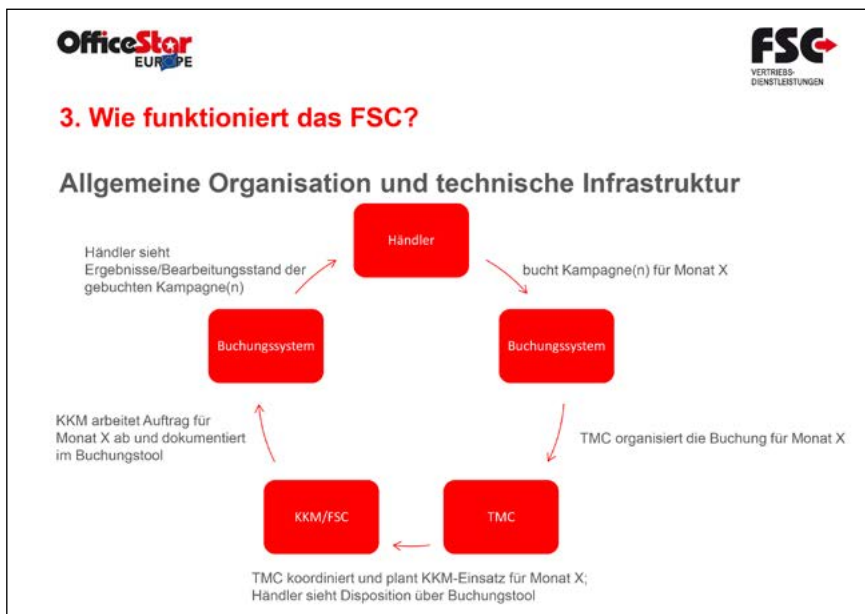 OfficeStar
EUROPE
FSC
VERTRIEBS-
DIENSTLEISTUNGEN
3. Wie funktioniert das FSC?
Allgemeine Organisation und technische Infrastruktur
Händler
Händler sieht
Ergebnisse/Bearbeitungsstand der
gebuchten Kampagne(n)
bucht Kampagne(n) für Monat X
Buchungssystem
Buchungssystem
KKM arbeitet Auftrag für
Monat X ab und dokumentiert
im Buchungstool
TMC organisiert die Buchung für Monat X
KKM/FSC
TMC
TMC koordiniert und plant KKM-Einsatz für Monat X;
Händler sieht Disposition über Buchungstool